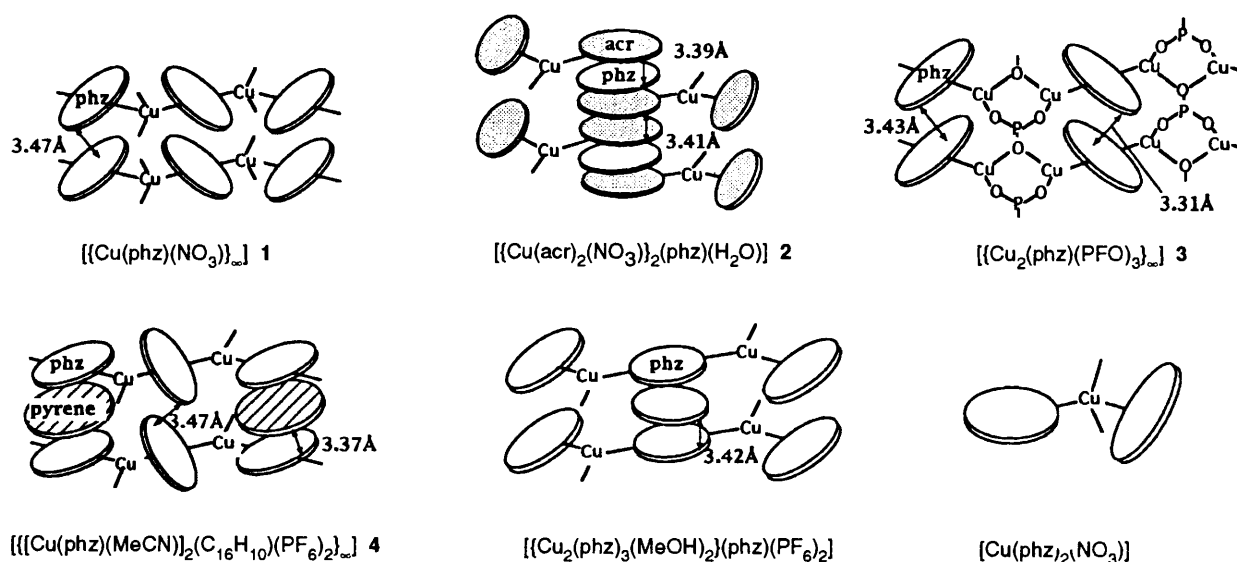 phz
Cu
Cu
3.47Å
Cu
Cu
[{Cu(phz)(NO₃)}∞] 1
acr
3.39Å
Cu
phz
Cu
3.41Å
Cu
Cu
[{Cu(acr)₂(NO₃)}₂(phz)(H₂O)] 2
O P O
phz Cu Cu
O O
Cu Cu O
O O P
P O O
3.43Å O Cu Cu
Cu Cu O
O P O P
3.31Å
[{Cu₂(phz)(PFO)₃}∞] 3
phz
Cu
Cu
pyrene
3.47Å
Cu
3.37Å
Cu
[{[Cu(phz)(MeCN)]₂(C₁₆H₁₀)(PF₆)₂}∞] 4
phz
Cu
Cu
Cu
3.42Å
Cu
[{Cu₂(phz)₃(MeOH)₂}(phz)(PF₆)₂]
Cu
[Cu(phz)₂(NO₃)]